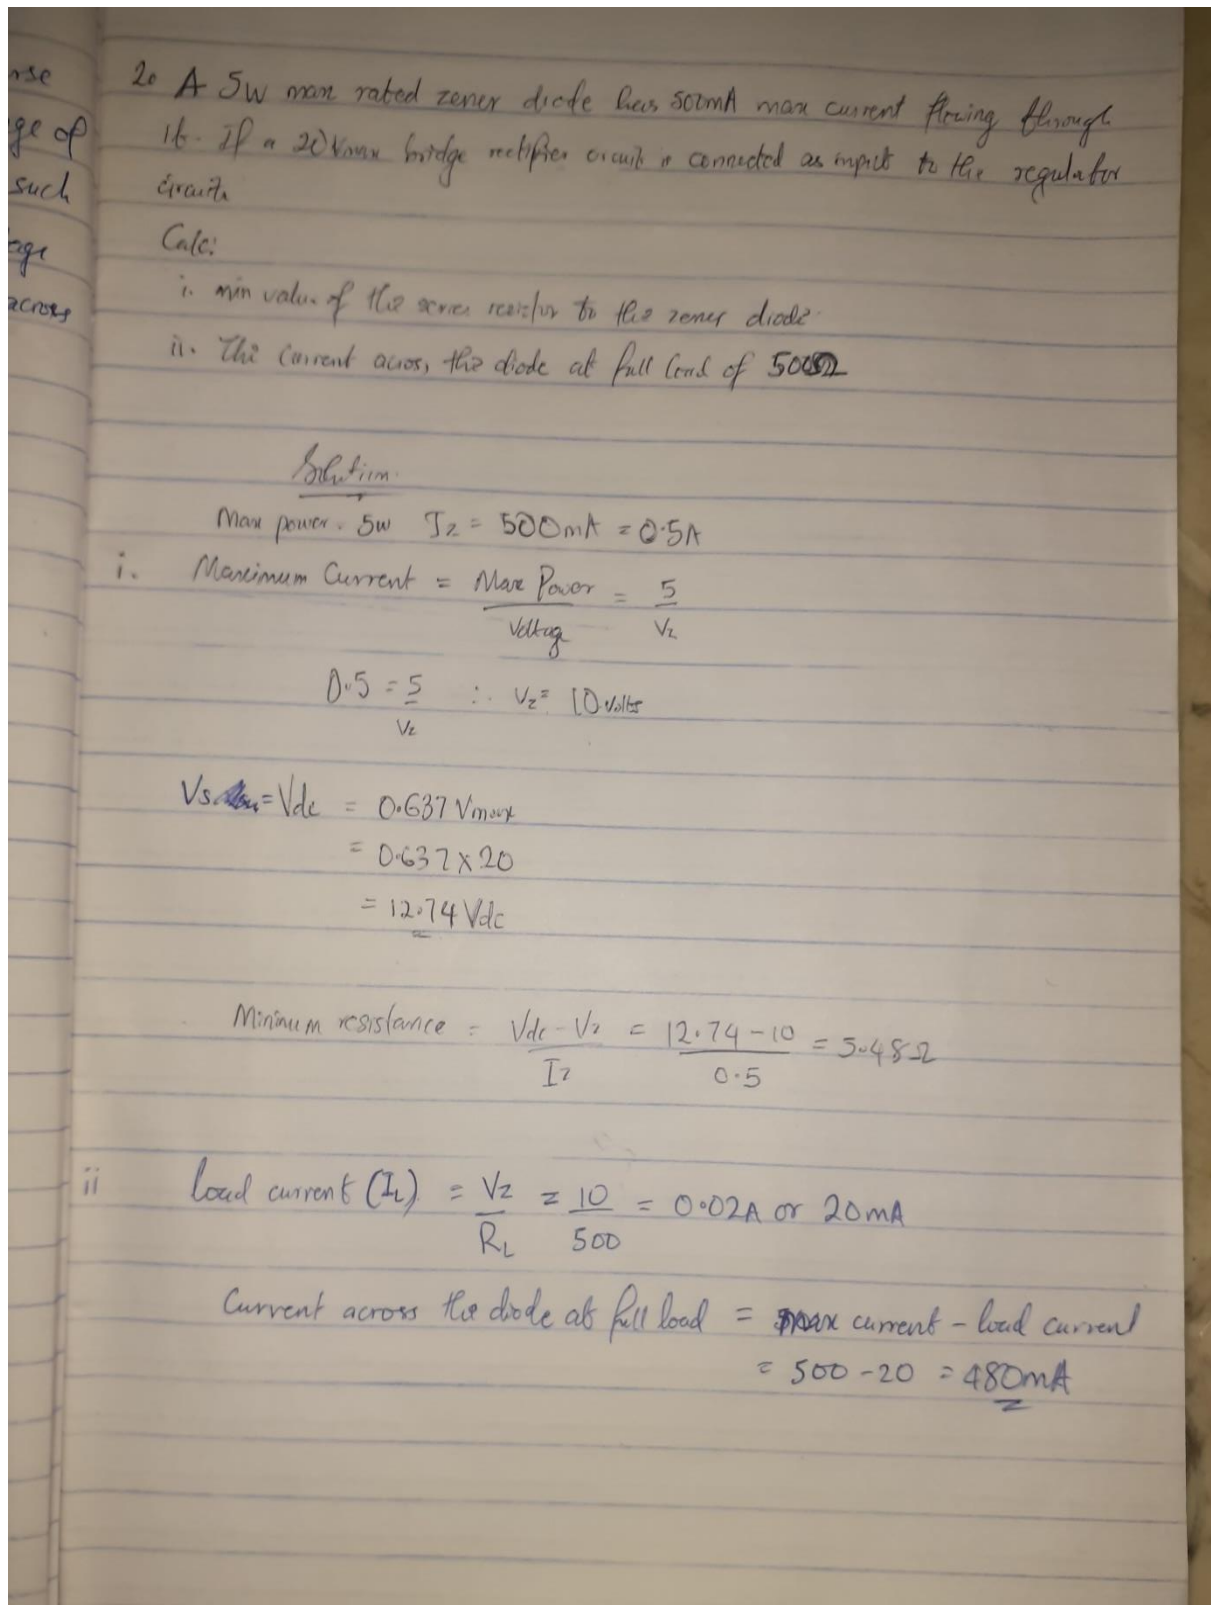 rse
ge of
such
age
across
2. A 5W max rated zener diode has 500mA max current flowing through
it. If a 20Vmax bridge rectifier circuit is connected as input to the regulator
circuit.
Calc:
i. min value of the series resistor to the zener diode.
ii. The current across, the diode at full load of 500Ω
Solution.
Max power. 5w Iz = 500mA = 0.5A
i. Maximum Current = Max Power = 5
Voltage Vz
0.5 = 5 ∴ Vz = 10 volts
Vz
Vs = Vdc = 0.637 Vmax
= 0.637 x 20
= 12.74 Vdc
Minimum resistance = Vdc - Vz = 12.74 - 10 = 5.48Ω
Iz 0.5
ii Load current (IL) = Vz = 10 = 0.02A or 20mA
RL 500
Current across the diode at full load = max current - load current
= 500 - 20 = 480mA